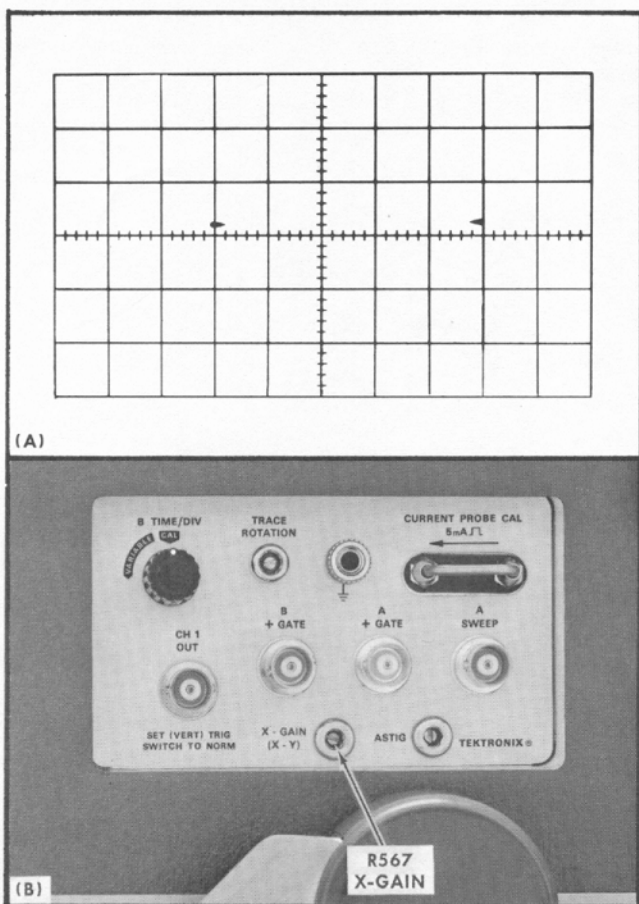 (A)
B TIME/DIV
VARIABLE
CAL
TRACE
ROTATION
CURRENT PROBE CAL
5mA
CH 1
OUT
B
+ GATE
A
+ GATE
A
SWEEP
SET (VERT) TRIG
SWITCH TO NORM
X - GAIN
(X - Y)
ASTIG
TEKTRONIX ®
R567
X-GAIN
(B)